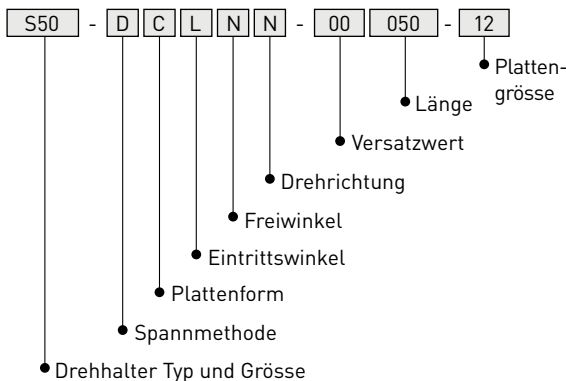 S50 - D C L N N - 00 050 - 12
Platten-
grösse
Länge
Versatzwert
Drehrichtung
Freiwinkel
Eintrittswinkel
Plattenform
Spannmethode
Drehhalter Typ und Grösse